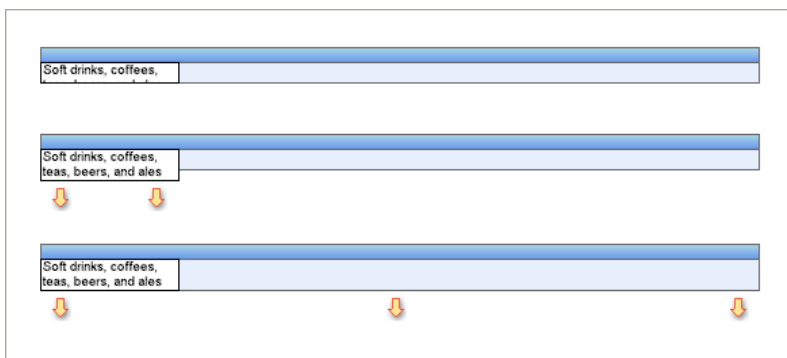 Soft drinks, coffees,
Soft drinks, coffees,
teas, beers, and ales
Soft drinks, coffees,
teas, beers, and ales